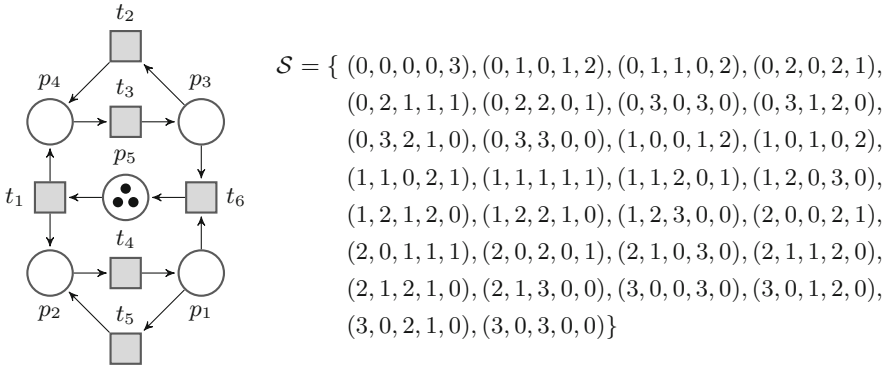 t₂
p₄
p₃
t₃
p₅
t₁
t₆
t₄
p₂
p₁
t₅
𝒮 = { (0, 0, 0, 0, 3), (0, 1, 0, 1, 2), (0, 1, 1, 0, 2), (0, 2, 0, 2, 1),
(0, 2, 1, 1, 1), (0, 2, 2, 0, 1), (0, 3, 0, 3, 0), (0, 3, 1, 2, 0),
(0, 3, 2, 1, 0), (0, 3, 3, 0, 0), (1, 0, 0, 1, 2), (1, 0, 1, 0, 2),
(1, 1, 0, 2, 1), (1, 1, 1, 1, 1), (1, 1, 2, 0, 1), (1, 2, 0, 3, 0),
(1, 2, 1, 2, 0), (1, 2, 2, 1, 0), (1, 2, 3, 0, 0), (2, 0, 0, 2, 1),
(2, 0, 1, 1, 1), (2, 0, 2, 0, 1), (2, 1, 0, 3, 0), (2, 1, 1, 2, 0),
(2, 1, 2, 1, 0), (2, 1, 3, 0, 0), (3, 0, 0, 3, 0), (3, 0, 1, 2, 0),
(3, 0, 2, 1, 0), (3, 0, 3, 0, 0)}